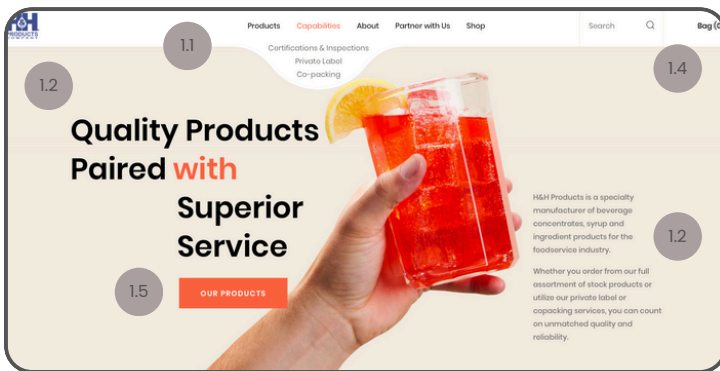 H&H
PRODUCTS
COMPANY
Products Capabilities About Partner with Us Shop
Search
Bag (0
Certifications & Inspections
Private Label
Co-packing
1.1
1.2
1.4
Quality Products
Paired with
Superior
Service
OUR PRODUCTS
1.5
H&H Products is a specialty
manufacturer of beverage
concentrates, syrup and
ingredient products for the
foodservice industry.
1.2
Whether you order from our full
assortment of stock products or
utilize our private label or
copacking services, you can count
on unmatched quality and
reliability.